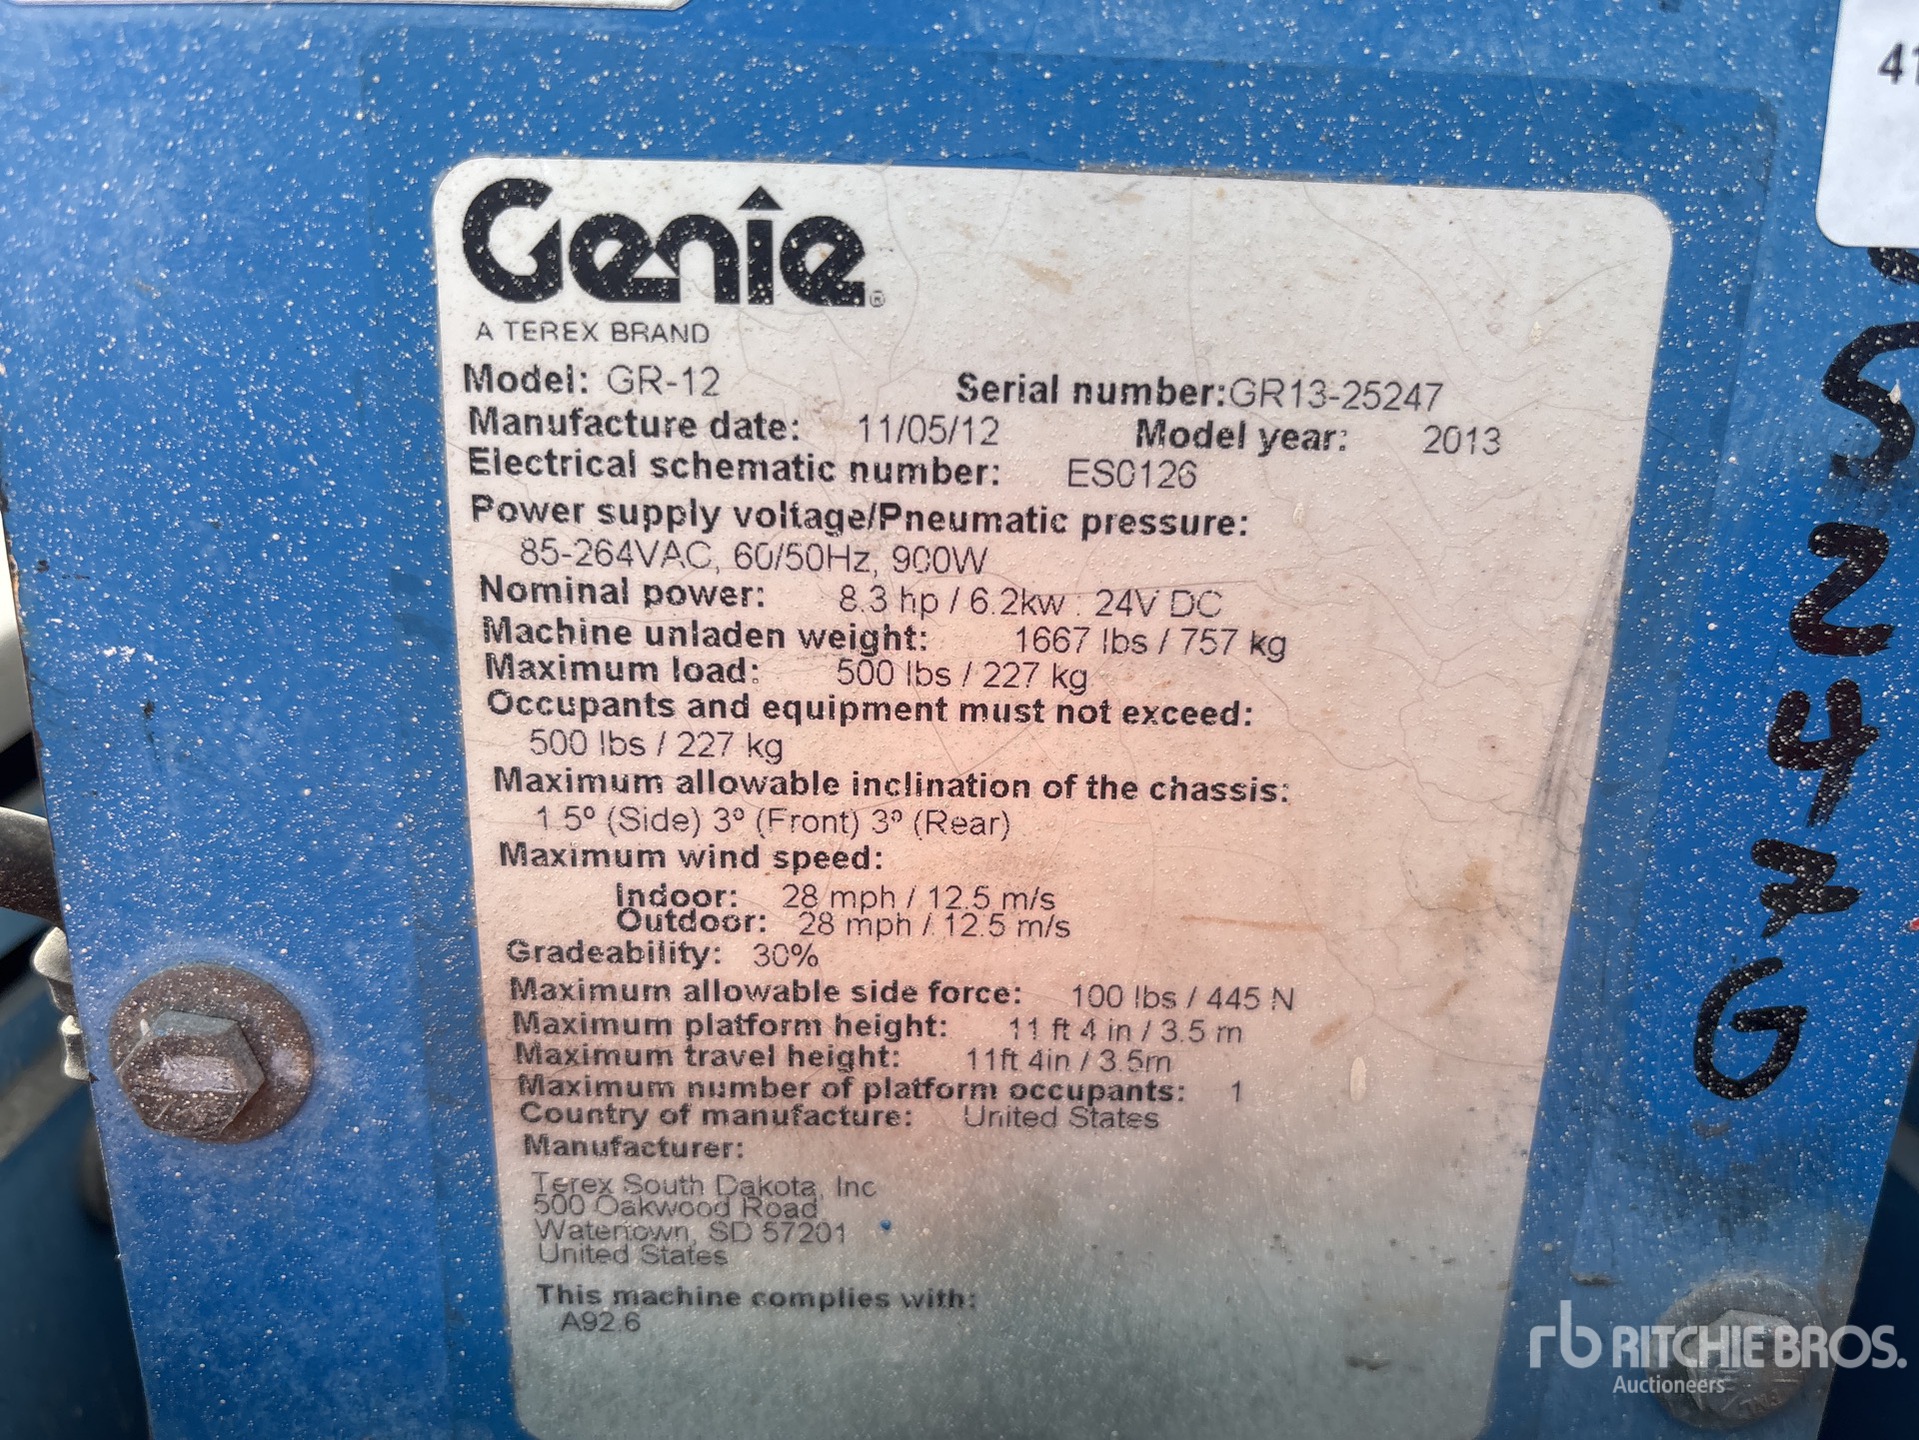 Genie®
A TEREX BRAND
Model: GR-12 Serial number:GR13-25247
Manufacture date: 11/05/12 Model year: 2013
Electrical schematic number: ES0126
Power supply voltage/Pneumatic pressure:
85-264VAC, 60/50Hz, 900W
Nominal power: 8.3 hp / 6.2kw : 24V DC
Machine unladen weight: 1667 lbs / 757 kg
Maximum load: 500 lbs / 227 kg
Occupants and equipment must not exceed:
500 lbs / 227 kg
Maximum allowable inclination of the chassis:
1.5º (Side) 3º (Front) 3º (Rear)
Maximum wind speed:
Indoor: 28 mph / 12.5 m/s
Outdoor: 28 mph / 12.5 m/s
Gradeability: 30%
Maximum allowable side force: 100 lbs / 445 N
Maximum platform height: 11 ft 4 in / 3.5 m
Maximum travel height: 11ft 4in / 3.5m
Maximum number of platform occupants: 1
Country of manufacture: United States
Manufacturer:
Terex South Dakota, Inc
500 Oakwood Road
Watertown, SD 57201
United States
This machine complies with:
A92.6
41
5247G
rb RITCHIE BROS.
Auctioneers